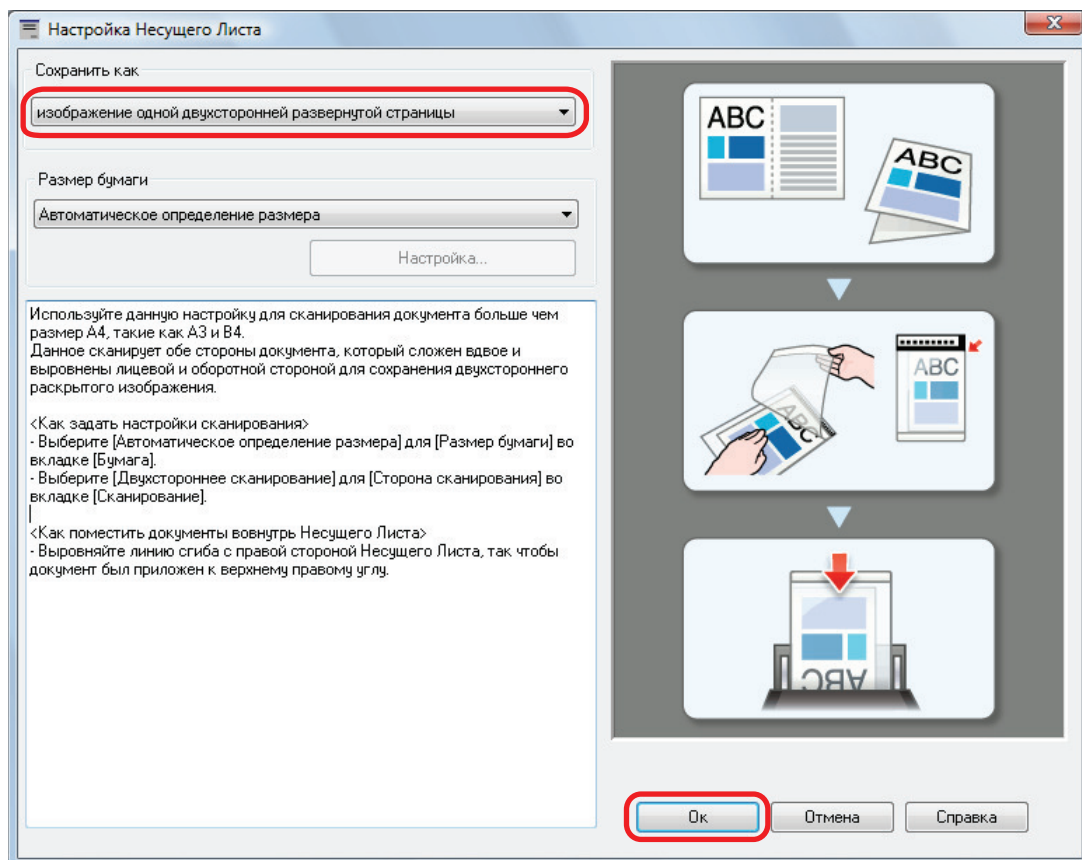 Настройка Несущего Листа
Сохранить как
изображение одной двухсторонней развернутой страницы
Размер бумаги
Автоматическое определение размера
Настройка...
Используйте данную настройку для сканирования документа больше чем
размер A4, такие как A3 и B4.
Данное сканирует обе стороны документа, который сложен вдвое и
выровнены лицевой и оборотной стороной для сохранения двухстороннего
раскрытого изображения.
<Как задать настройки сканирования>
- Выберите [Автоматическое определение размера] для [Размер бумаги] во
вкладке [Бумага].
- Выберите [Двухстороннее сканирование] для [Сторона сканирования] во
вкладке [Сканирование].
<Как поместить документы вовнутрь Несущего Листа>
- Выровняйте линию сгиба с правой стороной Несущего Листа, так чтобы
документ был приложен к верхнему правому углу.
ABC
ABC
ABC
ABC
ABC
Ок
Отмена
Справка